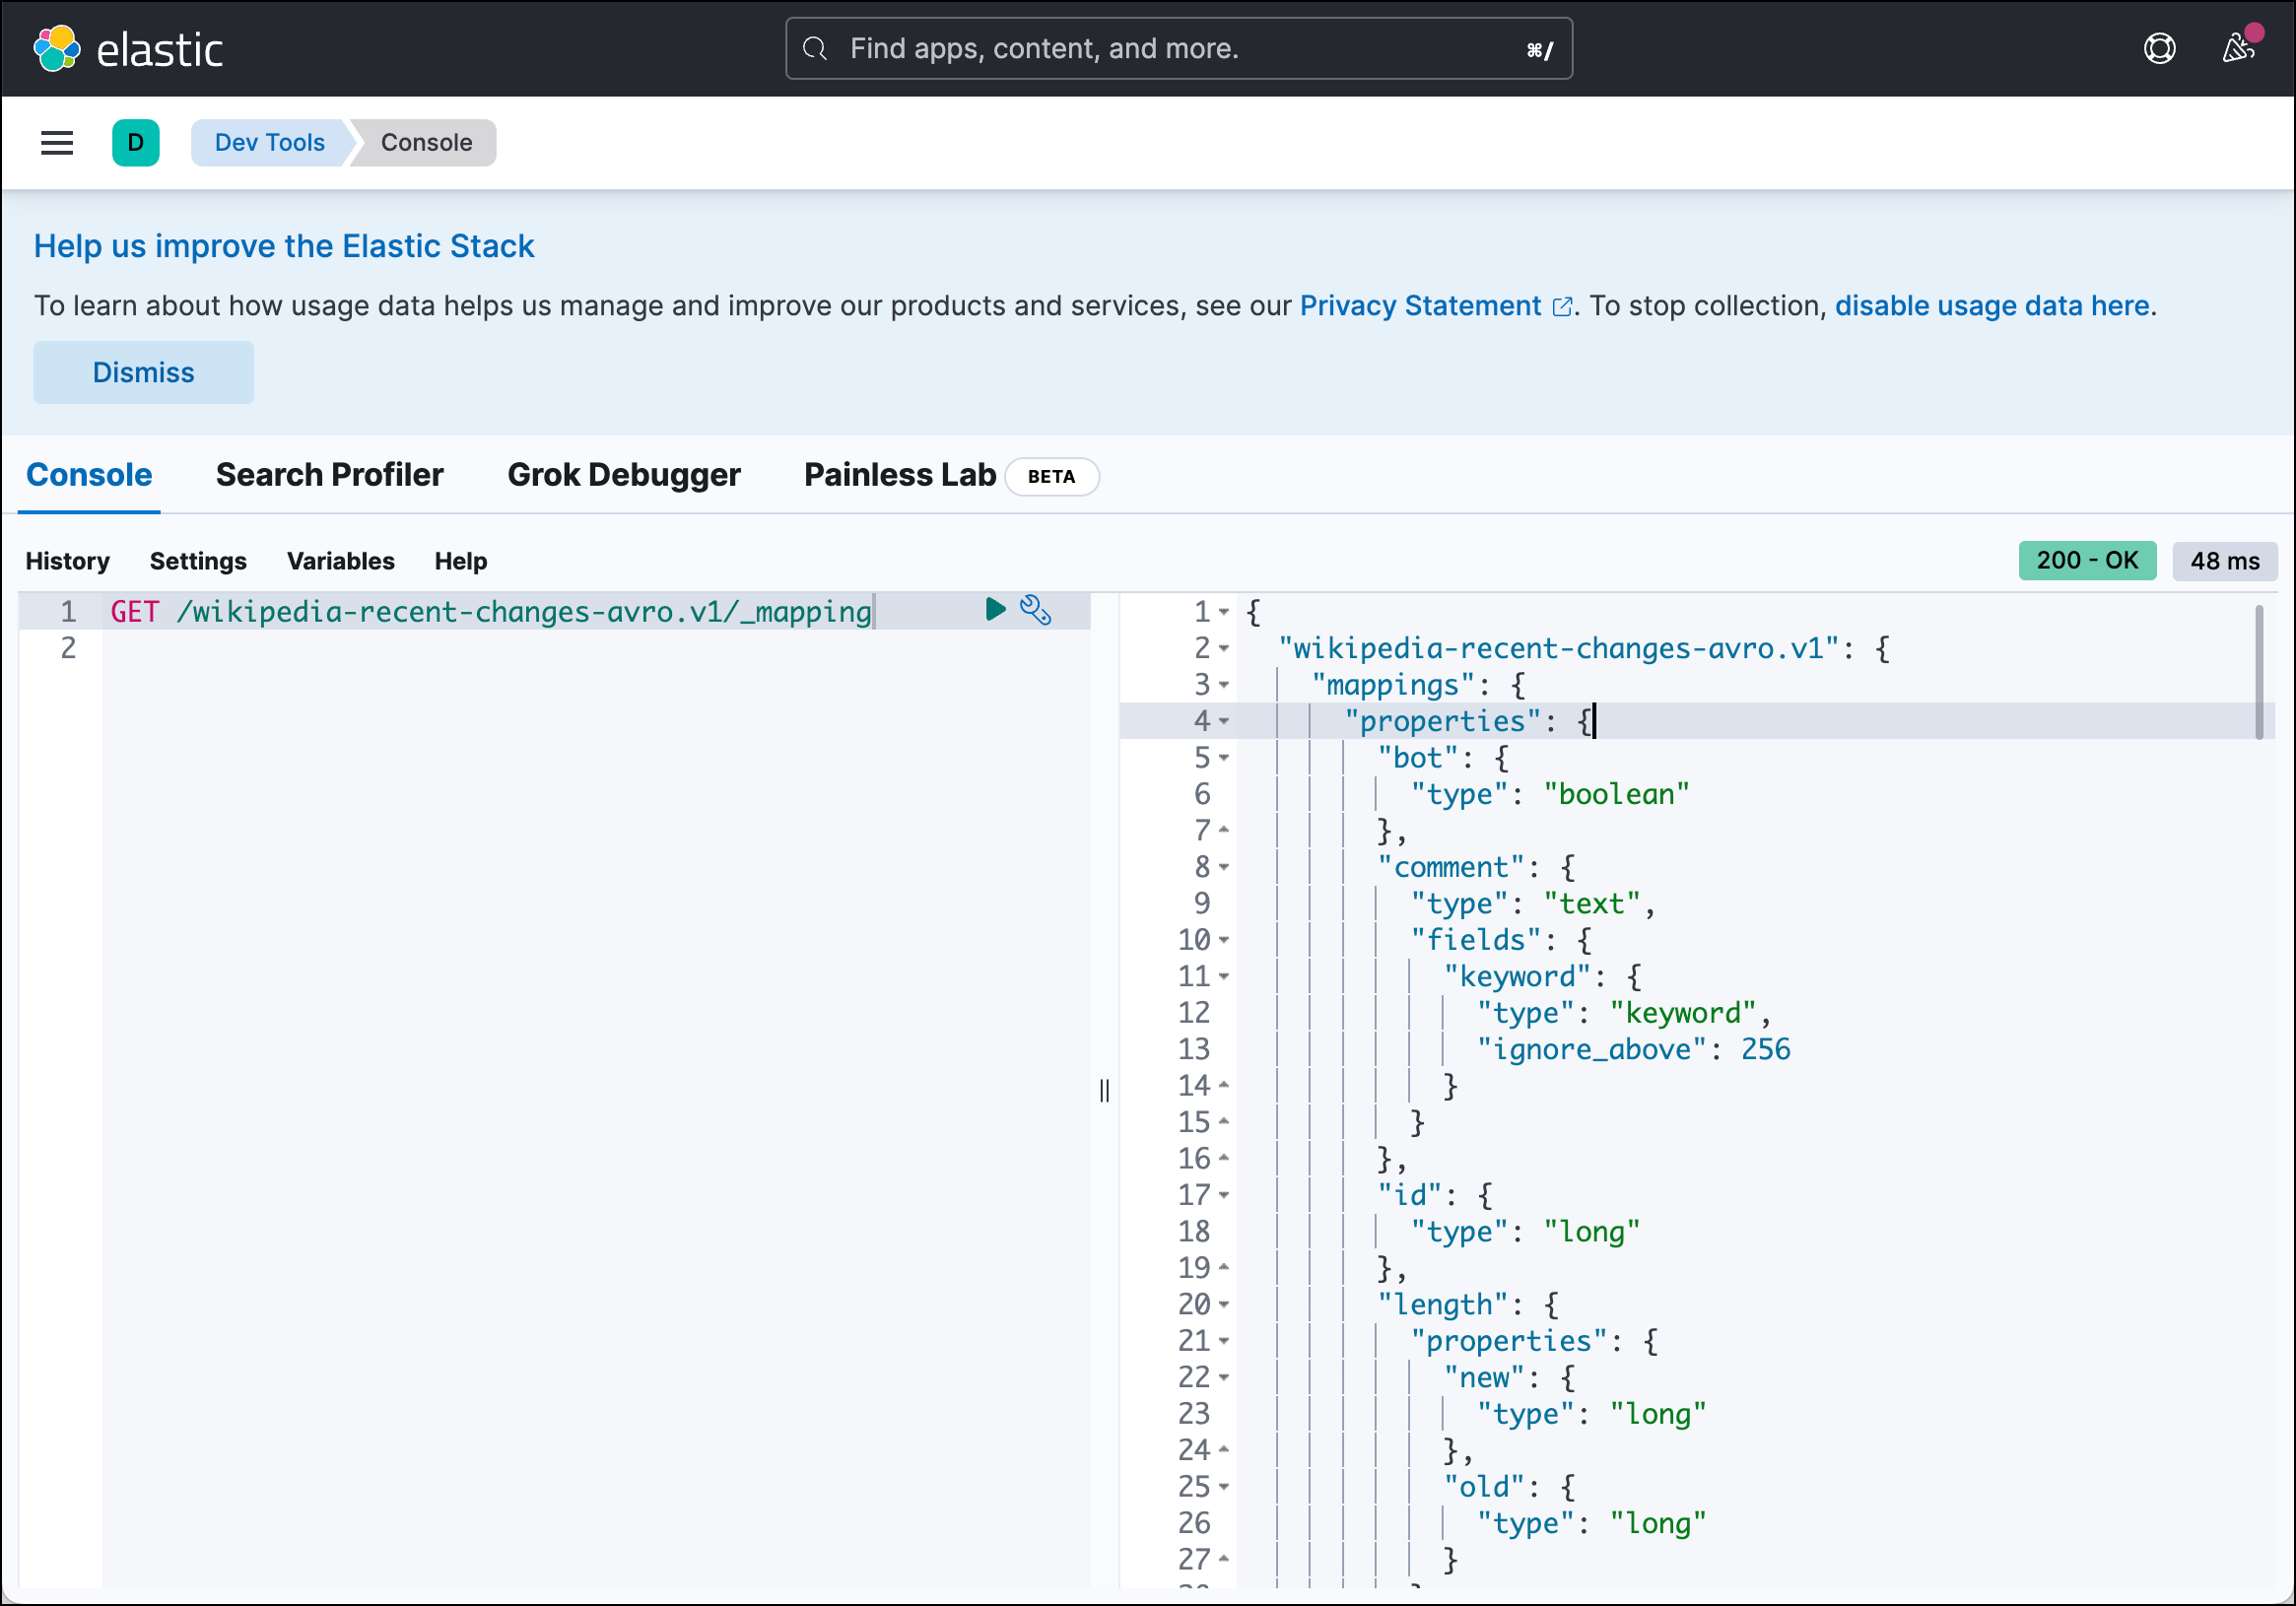 elastic
Find apps, content, and more.
⌘/
D
Dev Tools
Console
Help us improve the Elastic Stack
To learn about how usage data helps us manage and improve our products and services, see our Privacy Statement. To stop collection, disable usage data here.
Dismiss
Console
Search Profiler
Grok Debugger
Painless Lab
BETA
History
Settings
Variables
Help
200 - OK
48 ms
1 GET /wikipedia-recent-changes-avro.v1/_mapping
2
1 {
2 "wikipedia-recent-changes-avro.v1": {
3 "mappings": {
4 "properties": {
5 "bot": {
6 "type": "boolean"
7 },
8 "comment": {
9 "type": "text",
10 "fields": {
11 "keyword": {
12 "type": "keyword",
13 "ignore_above": 256
14 }
15 }
16 },
17 "id": {
18 "type": "long"
19 },
20 "length": {
21 "properties": {
22 "new": {
23 "type": "long"
24 },
25 "old": {
26 "type": "long"
27 }